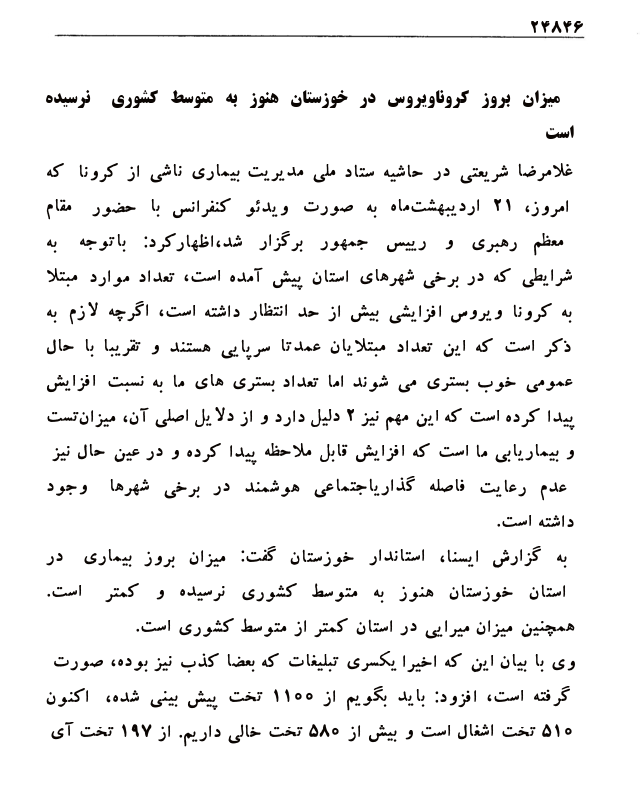 ۲۴۸۴۶
میزان بروز کروناویروس در خوزستان هنوز به متوسط کشوری نرسیده
است
غلامرضا شریعتی در حاشیه ستاد ملی مدیریت بیماری ناشی از کرونا که
امروز، ۲۱ اردیبهشت‌ماه به صورت ویدئو کنفرانس با حضور مقام
معظم رهبری و رییس جمهور برگزار شد،اظهارکرد: باتوجه به
شرایطی که در برخی شهرهای استان پیش آمده است، تعداد موارد مبتلا
به کرونا ویروس افزایشی بیش از حد انتظار داشته است، اگرچه لازم به
ذکر است که این تعداد مبتلایان عمدتا سرپایی هستند و تقریبا با حال
عمومی خوب بستری می شوند اما تعداد بستری های ما به نسبت افزایش
پیدا کرده است که این مهم نیز ۲ دلیل دارد و از دلایل اصلی آن، میزان‌تست
و بیماریابی ما است که افزایش قابل ملاحظه پیدا کرده و در عین حال نیز
عدم رعایت فاصله گذاریاجتماعی هوشمند در برخی شهرها وجود
داشته است.
به گزارش ایسنا، استاندار خوزستان گفت: میزان بروز بیماری در
استان خوزستان هنوز به متوسط کشوری نرسیده و کمتر است.
همچنین میزان میرایی در استان کمتر از متوسط کشوری است.
وی با بیان این که اخیرا یکسری تبلیغات که بعضا کذب نیز بوده، صورت
گرفته است، افزود: باید بگویم از ۱۱۰۰ تخت پیش بینی شده، اکنون
۵۱۰ تخت اشغال است و بیش از ۵۸۰ تخت خالی داریم. از ۱۹۷ تخت آی